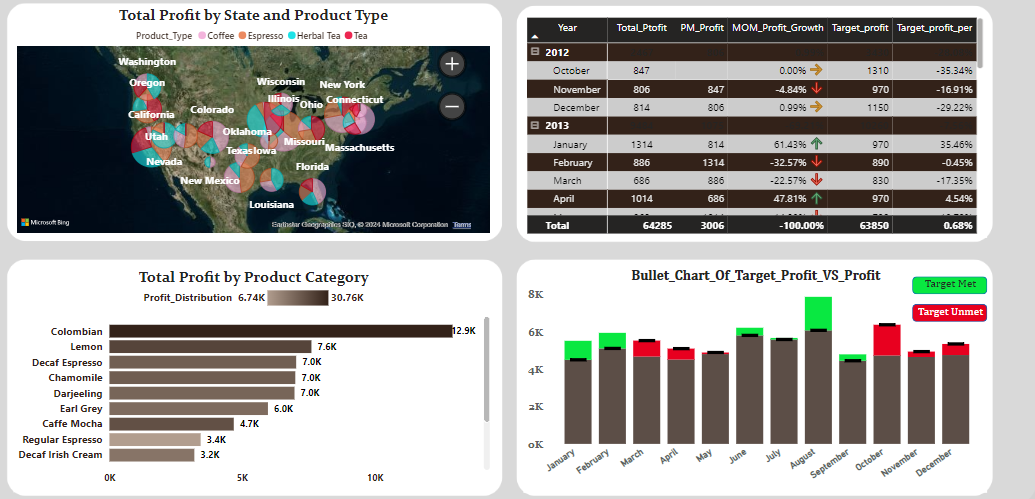 Total Profit by State and Product Type
Product_Type Coffee Espresso Herbal Tea Tea
Washington
Oregon
Wisconsin
New York
Illinois Ohio Connecticut
California
Colorado
Oklahoma
Utah
Missouri
Massachusetts
Texas Iowa
Nevada
Florida
New Mexico
Louisiana
Microsoft Bing
Earthstar Geographics SIO, © 2024 Microsoft Corporation Terms
Year Total_Ptofit PM_Profit MOM_Profit_Growth Target_profit Target_profit_per
2012
October 847 0.00% 1310 -35.34%
November 806 847 -4.84% 970 -16.91%
December 814 806 0.99% 1150 -29.22%
2013
January 1314 814 61.43% 970 35.46%
February 886 1314 -32.57% 890 -0.45%
March 686 886 -22.57% 830 -17.35%
April 1014 686 47.81% 970 4.54%
Total 64285 3006 -100.00% 63850 0.68%
Total Profit by Product Category
Profit_Distribution 6.74K 30.76K
Colombian 12.9K
Lemon 7.6K
Decaf Espresso 7.0K
Chamomile 7.0K
Darjeeling 7.0K
Earl Grey 6.0K
Caffe Mocha 4.7K
Regular Espresso 3.4K
Decaf Irish Cream 3.2K
0K 5K 10K
Bullet_Chart_Of_Target_Profit_VS_Profit
Target Met
Target Unmet
8K
6K
4K
2K
0K
January February March April May June July August September October November December